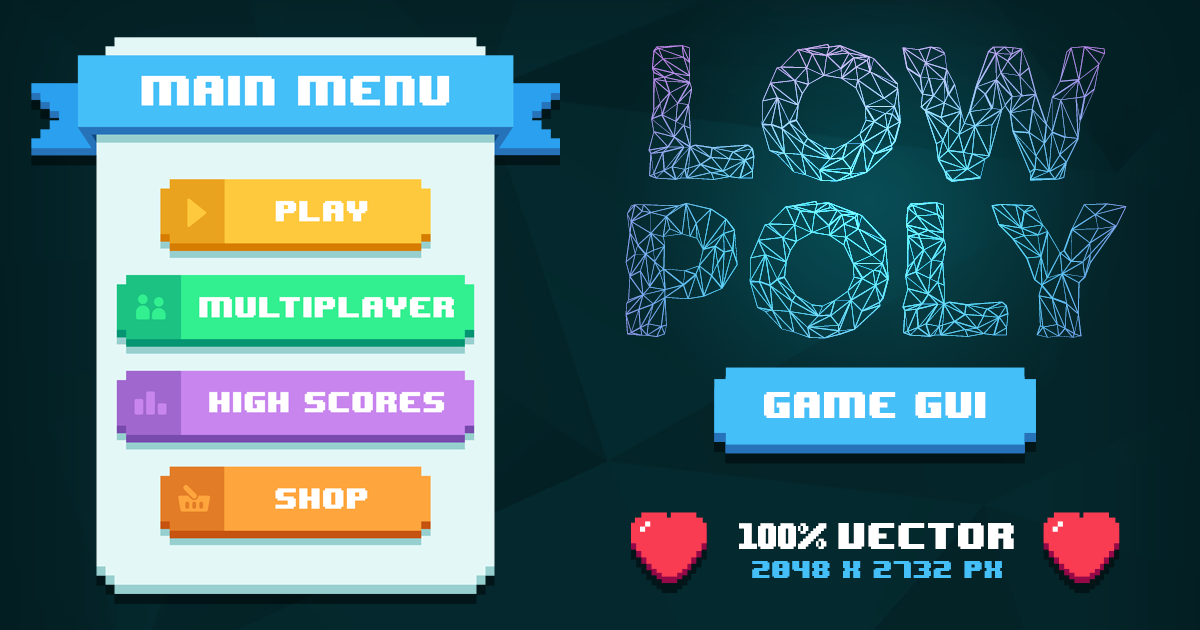 MAIN MENU
PLAY
MULTIPLAYER
HIGH SCORES
SHOP
LOW
POLY
GAME GUI
100% VECTOR
2048 X 2732 PX